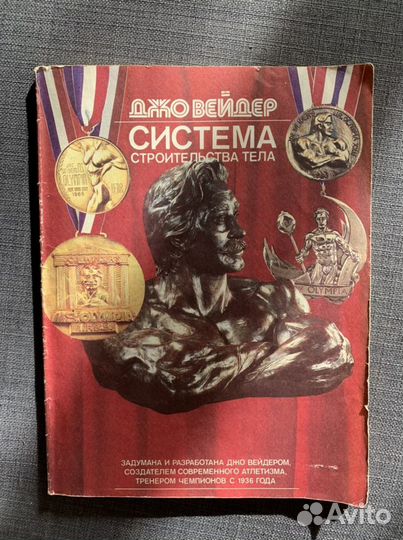 ДЖО ВЕЙДЕР
СИСТЕМА
СТРОИТЕЛЬСТВА ТЕЛА
OLYMPIA
ЗАДУМАНА И РАЗРАБОТАНА ДЖО ВЕЙДЕРОМ,
СОЗДАТЕЛЕМ СОВРЕМЕННОГО АТЛЕТИЗМА,
ТРЕНЕРОМ ЧЕМПИОНОВ С 1936 ГОДА
Avito